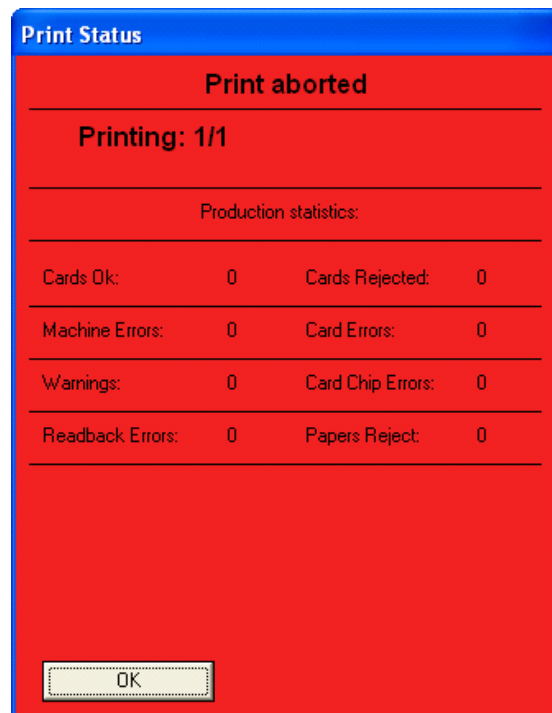 Print Status
Print aborted
Printing: 1/1
Production statistics:
Cards Ok: 0 Cards Rejected: 0
Machine Errors: 0 Card Errors: 0
Warnings: 0 Card Chip Errors: 0
Readback Errors: 0 Papers Reject: 0
OK